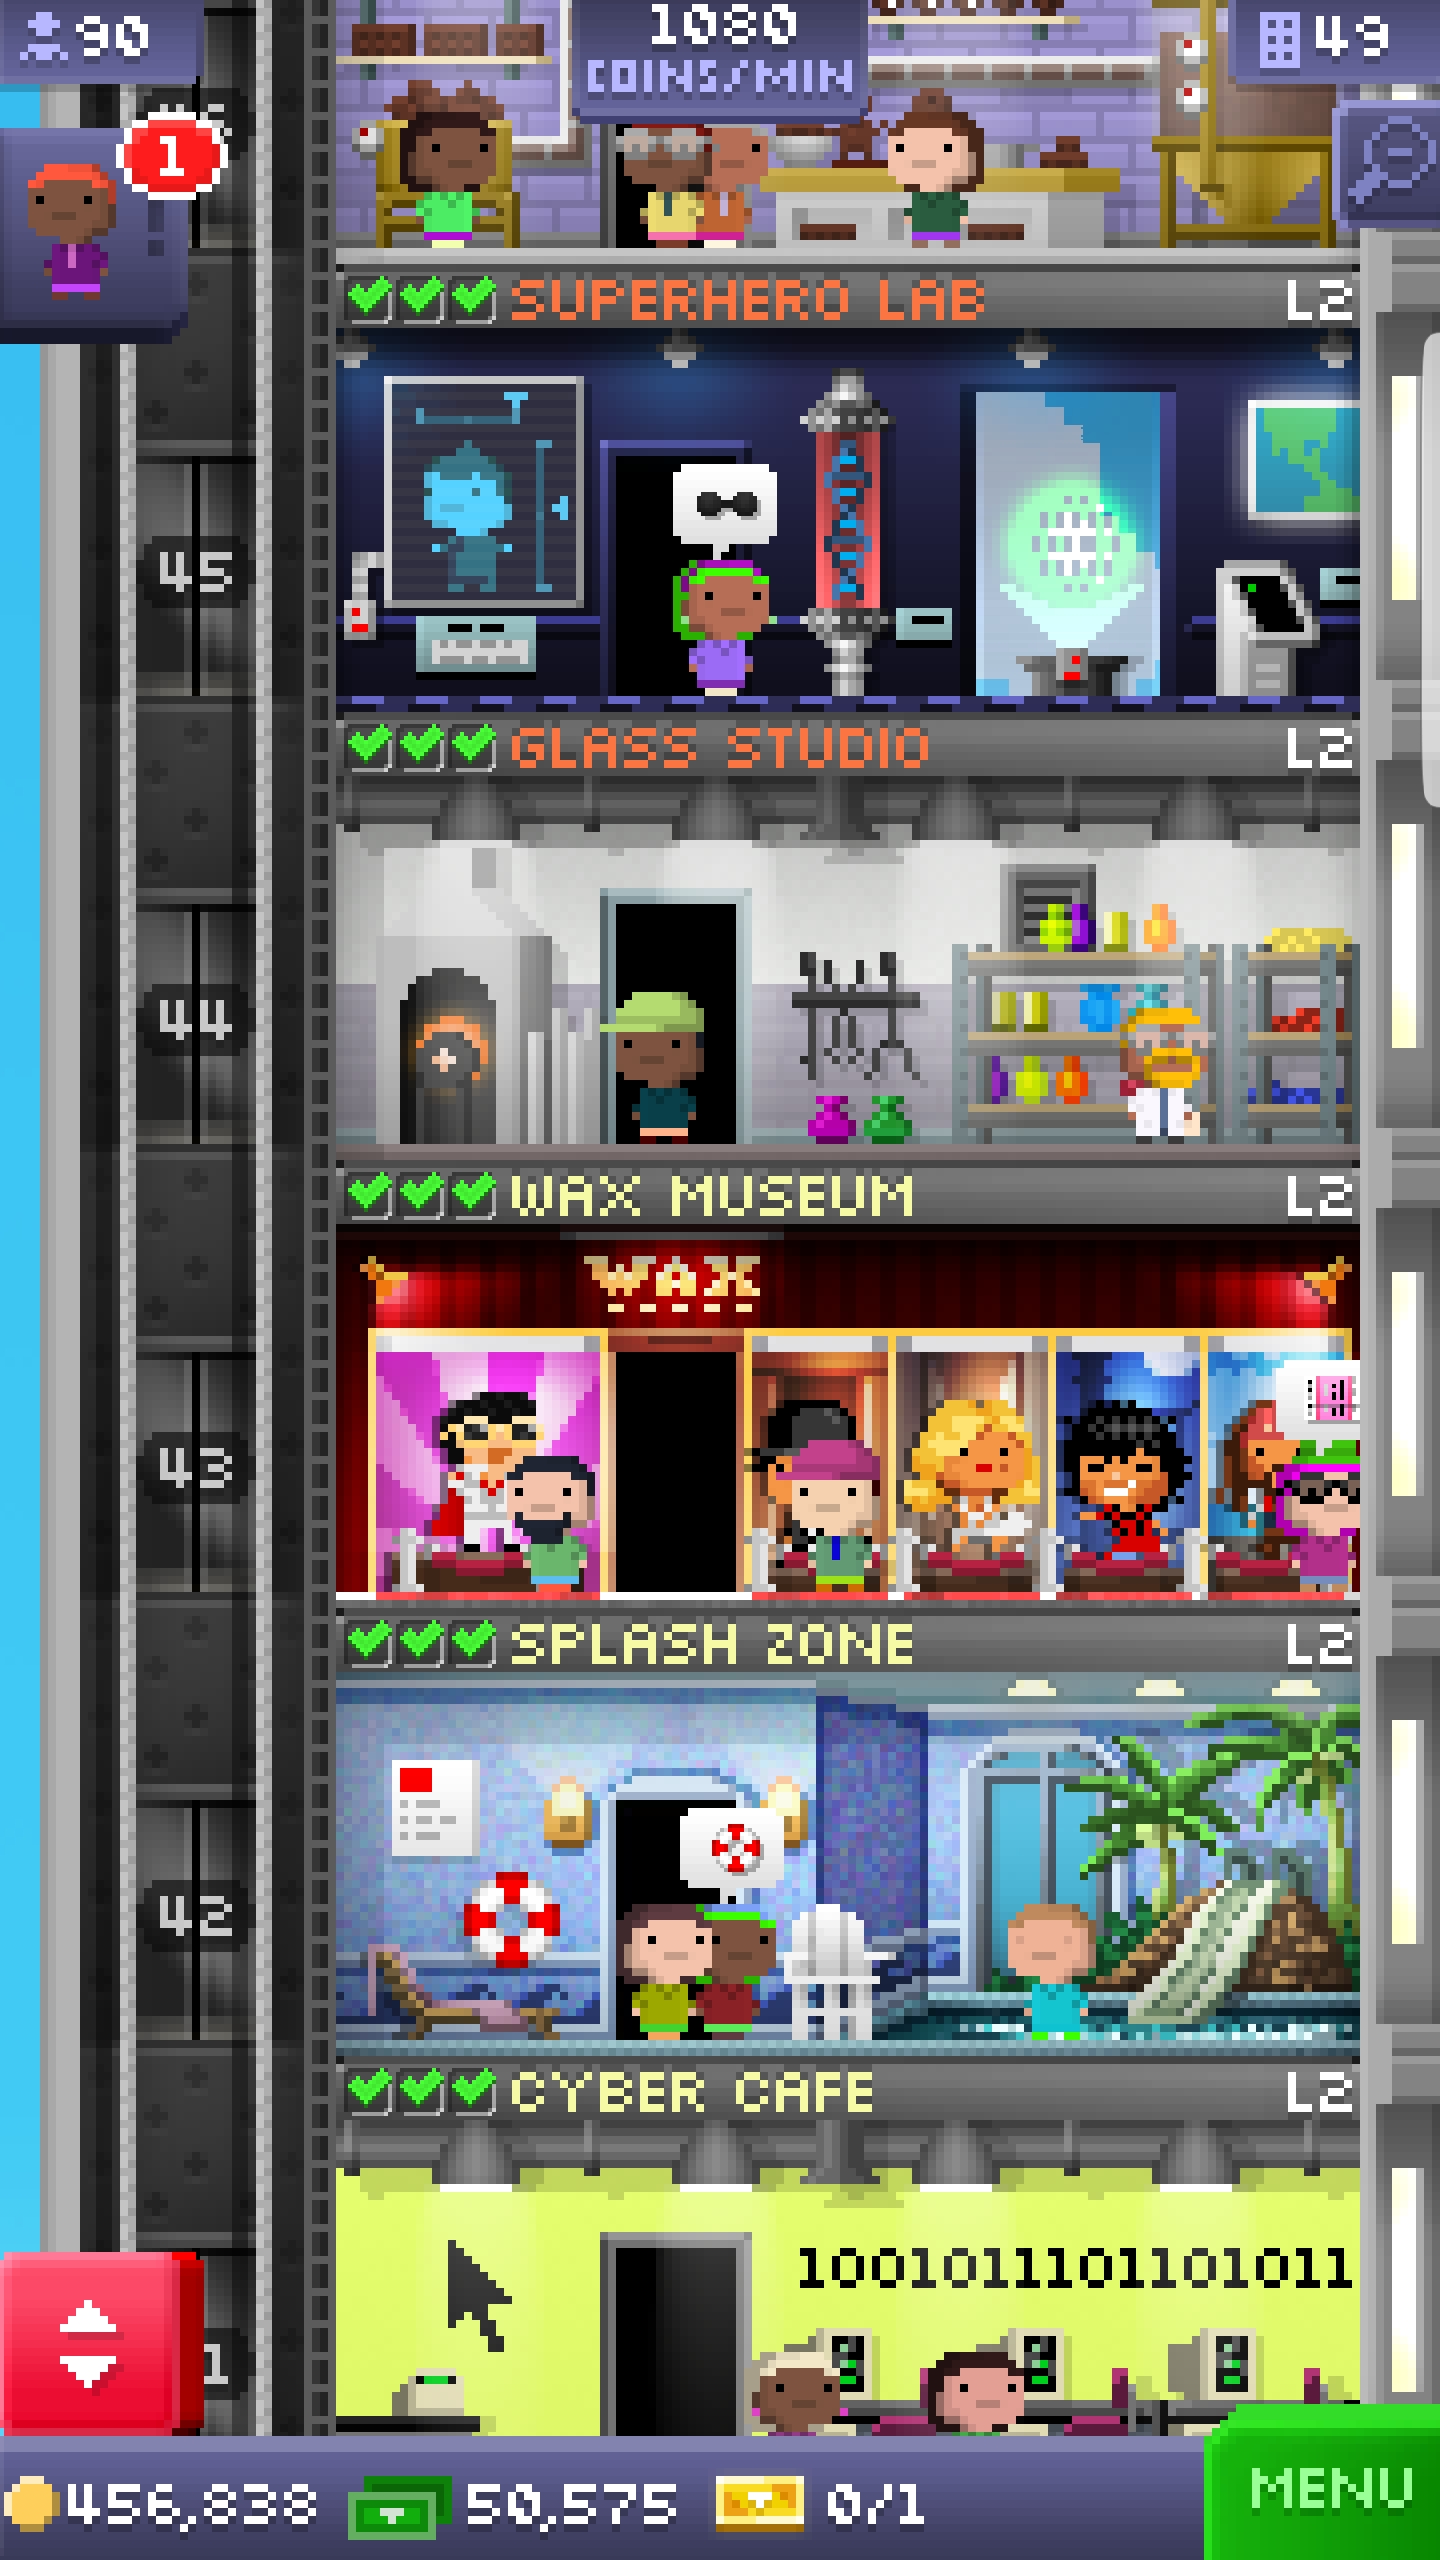 90
1080
COINS/MIN
49
1
SUPERHERO LAB L2
45
GLASS STUDIO L2
44
WAX MUSEUM L2
WAX
43
SPLASH ZONE L2
42
CYBER CAFE L2
1001011101101011
1
456,838 50,575 0/1
MENU